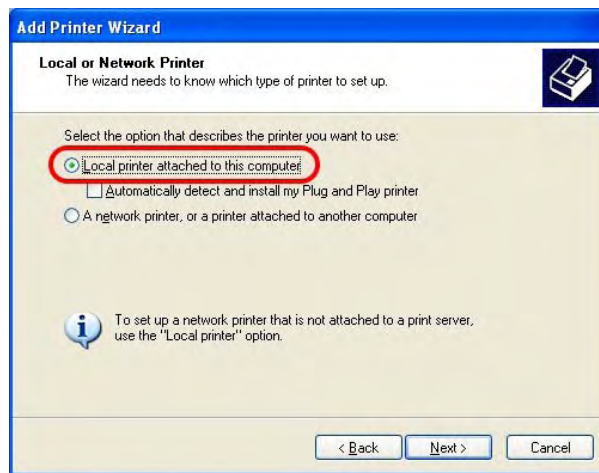 Add Printer Wizard
Local or Network Printer
The wizard needs to know which type of printer to set up.
Select the option that describes the printer you want to use:
Local printer attached to this computer
Automatically detect and install my Plug and Play printer
A network printer, or a printer attached to another computer
To set up a network printer that is not attached to a print server,
use the "Local printer" option.
< Back Next > Cancel